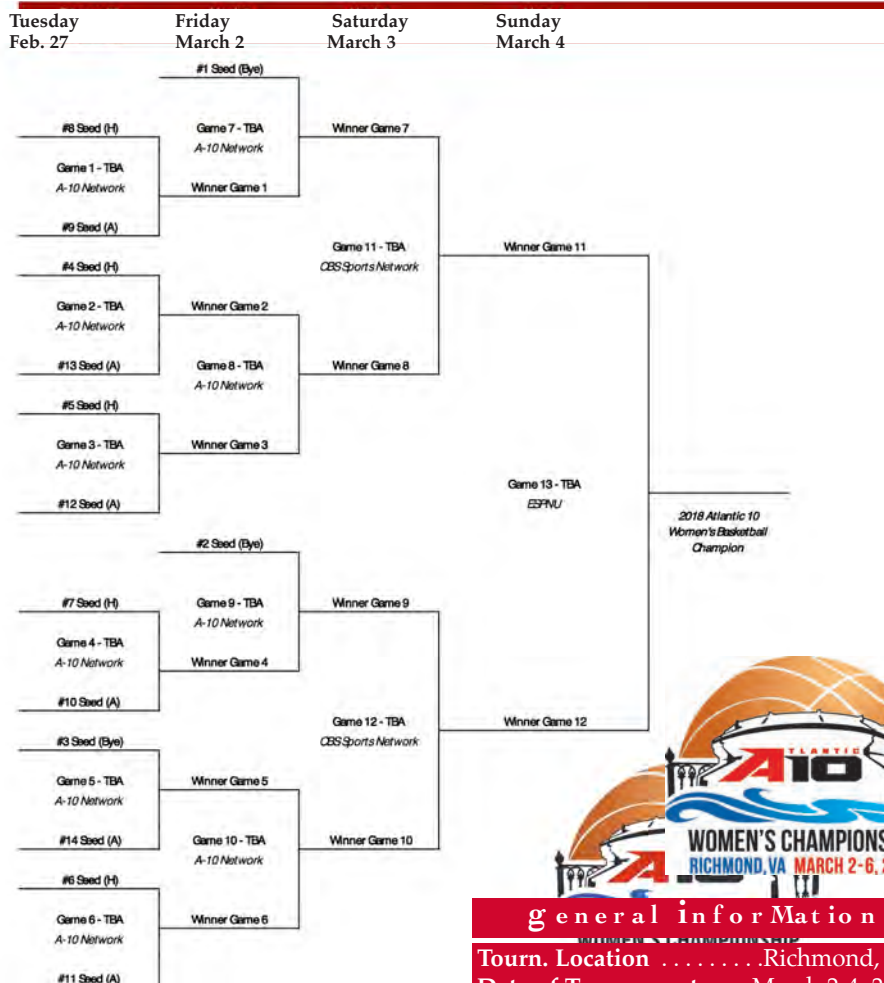 Tuesday
Feb. 27
Friday
March 2
Saturday
March 3
Sunday
March 4
#1 Seed (Bye)
#8 Seed (H)
Game 7 - TBA
A-10 Network
Winner Game 7
Game 1 - TBA
A-10 Network
Winner Game 1
#9 Seed (A)
Game 11 - TBA
CBS Sports Network
Winner Game 11
#4 Seed (H)
Game 2 - TBA
A-10 Network
Winner Game 2
#13 Seed (A)
Game 8 - TBA
A-10 Network
Winner Game 8
#5 Seed (H)
Game 3 - TBA
A-10 Network
Winner Game 3
#12 Seed (A)
Game 13 - TBA
ESPNU
2018 Atlantic 10
Women's Basketball
Champion
#2 Seed (Bye)
#7 Seed (H)
Game 9 - TBA
A-10 Network
Winner Game 9
Game 4 - TBA
A-10 Network
Winner Game 4
#10 Seed (A)
Game 12 - TBA
CBS Sports Network
Winner Game 12
#3 Seed (Bye)
Game 5 - TBA
A-10 Network
Winner Game 5
#14 Seed (A)
Game 10 - TBA
A-10 Network
Winner Game 10
#6 Seed (H)
Game 6 - TBA
A-10 Network
Winner Game 6
#11 Seed (A)
ATLANTIC
A10
WOMEN'S CHAMPIONS
RICHMOND, VA MARCH 2-6, 2
general inforMation
WOMEN'S CHAMPIONSHIP
Tourn. Location .........Richmond,